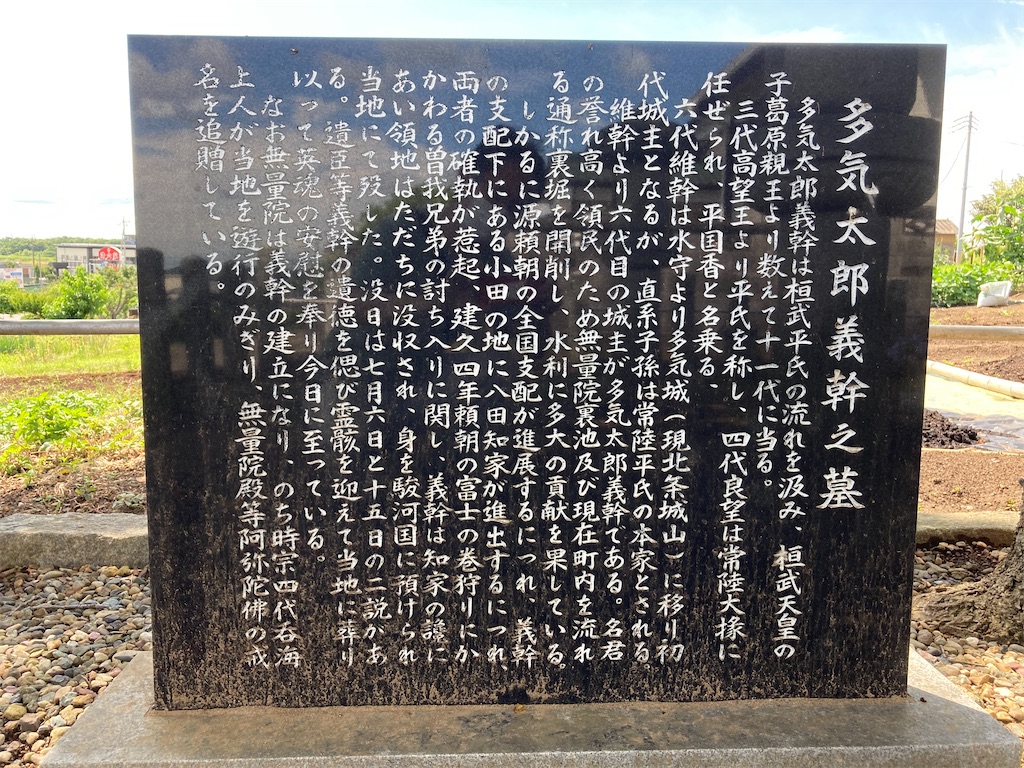 多気太郎義幹之墓
多気太郎義幹は桓武平氏の流れを汲み、桓武天皇の
子葛原親王より数えて十一代に当る。
三代高望王より平氏を称し、四代良望は常陸大掾に
任ぜられ、平国香と名乗る。
六代維幹は水守より多気城（現北条城山）に移り初
代城主となるが、直系子孫は常陸平氏の本家とされる。
維幹より六代目の城主が多気太郎義幹である。名君
の誉れ高く領民のため無量院裏池及び現在町内を流れ
る通称裏堀を開削し、水利に多大の貢献を果している。
しかるに源頼朝の全国支配が進展するにつれ、義幹
の支配下にある小田の地に八田知家が進出するにつれ
両者の確執が惹起、建久四年頼朝の富士の巻狩りにか
かわる曽我兄弟の討ち入りに関し、義幹は知家の讒に
あい領地はただちに没収され、身を駿河国に預けられ
当地にて歿した。没日は七月六日と十五日の二説があ
る。遺臣等義幹の遺徳を偲び霊骸を迎えて当地に葬り
以って英魂の安慰を奉り今日に至っている。
なお無量院は義幹の建立になり、のち時宗四代呑海
上人が当地を遊行のみぎり、無量院殿等阿弥陀佛の戒
名を追贈している。